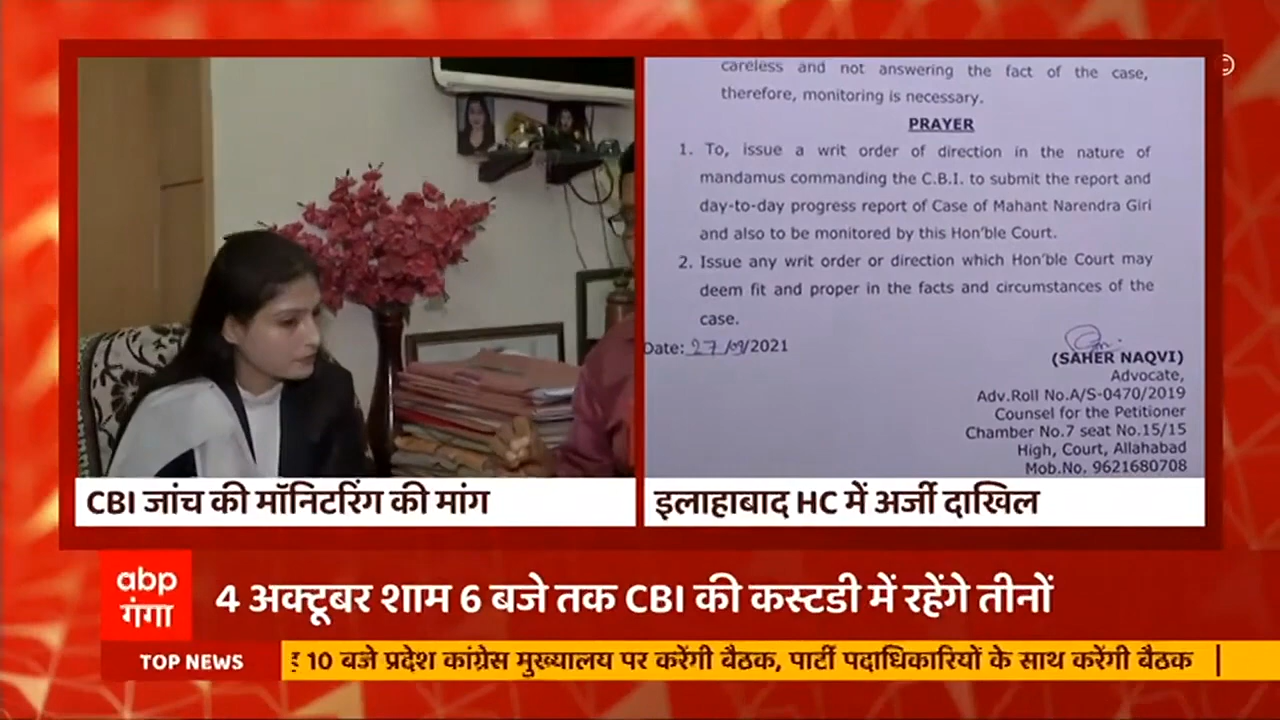 careless and not answering the fact of the case,
therefore, monitoring is necessary.
PRAYER
1. To, issue a writ order of direction in the nature of
mandamus commanding the C.B.I. to submit the report and
day-to-day progress report of Case of Mahant Narendra Giri
and also to be monitored by this Hon'ble Court.
2. Issue any writ order or direction which Hon'ble Court may
deem fit and proper in the facts and circumstances of the
case.
Date: 27/09/2021
(SAHER NAQVI)
Advocate,
Adv.Roll No.A/S-0470/2019
Counsel for the Petitioner
Chamber No.7 seat No.15/15
High, Court, Allahabad
Mob.No. 9621680708
CBI जांच की मॉनिटरिंग की मांग
इलाहाबाद HC में अर्जी दाखिल
abp
गंगा
4 अक्टूबर शाम 6 बजे तक CBI की कस्टडी में रहेंगे तीनों
TOP NEWS
10 बजे प्रदेश कांग्रेस मुख्यालय पर करेंगी बैठक, पार्टी पदाधिकारियों के साथ करेंगी बैठक |